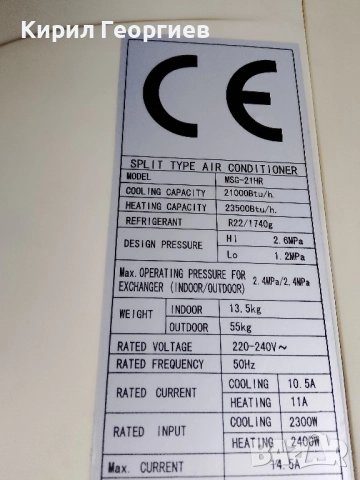 Кирил Георгиев
CE
SPLIT TYPE AIR CONDITIONER
MODEL MSG-21HR
COOLING CAPACITY 21000Btu/h.
HEATING CAPACITY 23500Btu/h.
REFRIGERANT R22/1740g
DESIGN PRESSURE Hi 2.6MPa
Lo 1.2MPa
Max. OPERATING PRESSURE FOR EXCHANGER (INDOOR/OUTDOOR) 2.4MPa/2.4MPa
WEIGHT INDOOR 13.5kg
OUTDOOR 55kg
RATED VOLTAGE 220-240V~
RATED FREQUENCY 50Hz
RATED CURRENT COOLING 10.5A
HEATING 11A
RATED INPUT COOLING 2300W
HEATING 2400W
Max. CURRENT 14.5A
BAZAR